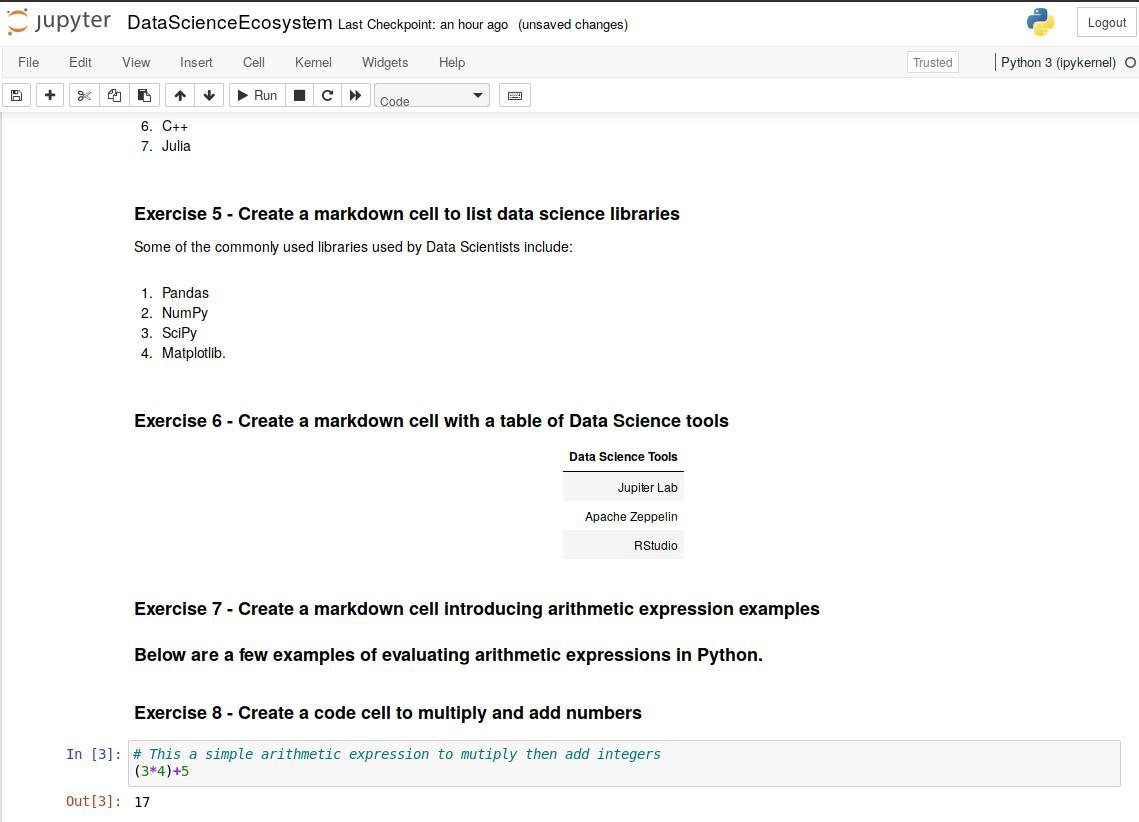 jupyter DataScienceEcosystem Last Checkpoint: an hour ago (unsaved changes) Logout
File Edit View Insert Cell Kernel Widgets Help Trusted Python 3 (ipykernel)
Run Code
6. C++
7. Julia
Exercise 5 - Create a markdown cell to list data science libraries
Some of the commonly used libraries used by Data Scientists include:
1. Pandas
2. NumPy
3. SciPy
4. Matplotlib.
Exercise 6 - Create a markdown cell with a table of Data Science tools
Data Science Tools
Jupiter Lab
Apache Zeppelin
RStudio
Exercise 7 - Create a markdown cell introducing arithmetic expression examples
Below are a few examples of evaluating arithmetic expressions in Python.
Exercise 8 - Create a code cell to multiply and add numbers
In [3]: # This a simple arithmetic expression to mutiply then add integers
(3*4)+5
Out[3]: 17